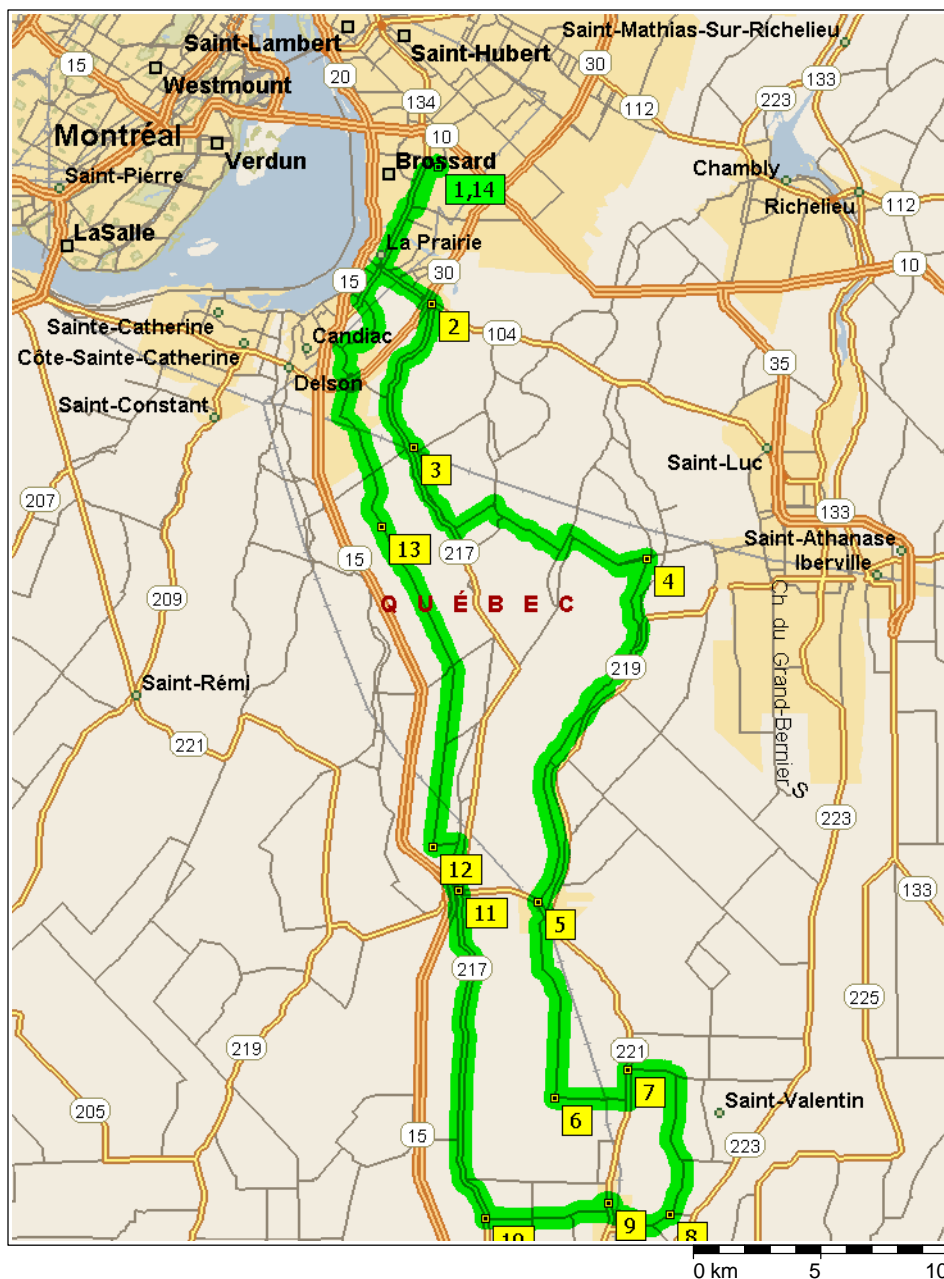 Saint-Lambert
Saint-Mathias-Sur-Richelieu
Saint-Hubert
15
20
30
133
Westmount
134
223
112
Montréal
10
Verdun
Brossard
Chambly
Saint-Pierre
1,14
Richelieu
112
LaSalle
La Prairie
10
15
30
Sainte-Catherine
2
Candiac
104
Côte-Sainte-Catherine
35
Delson
Saint-Constant
3
Saint-Luc
207
133
13
217
Saint-Athanase
15
Iberville
4
209
QUÉBEC
Ch du Grand-Bernier S
219
Saint-Rémi
221
223
12
133
11
5
217
225
219
221
7
6
Saint-Valentin
205
15
223
9
8
10
0 km
5
10